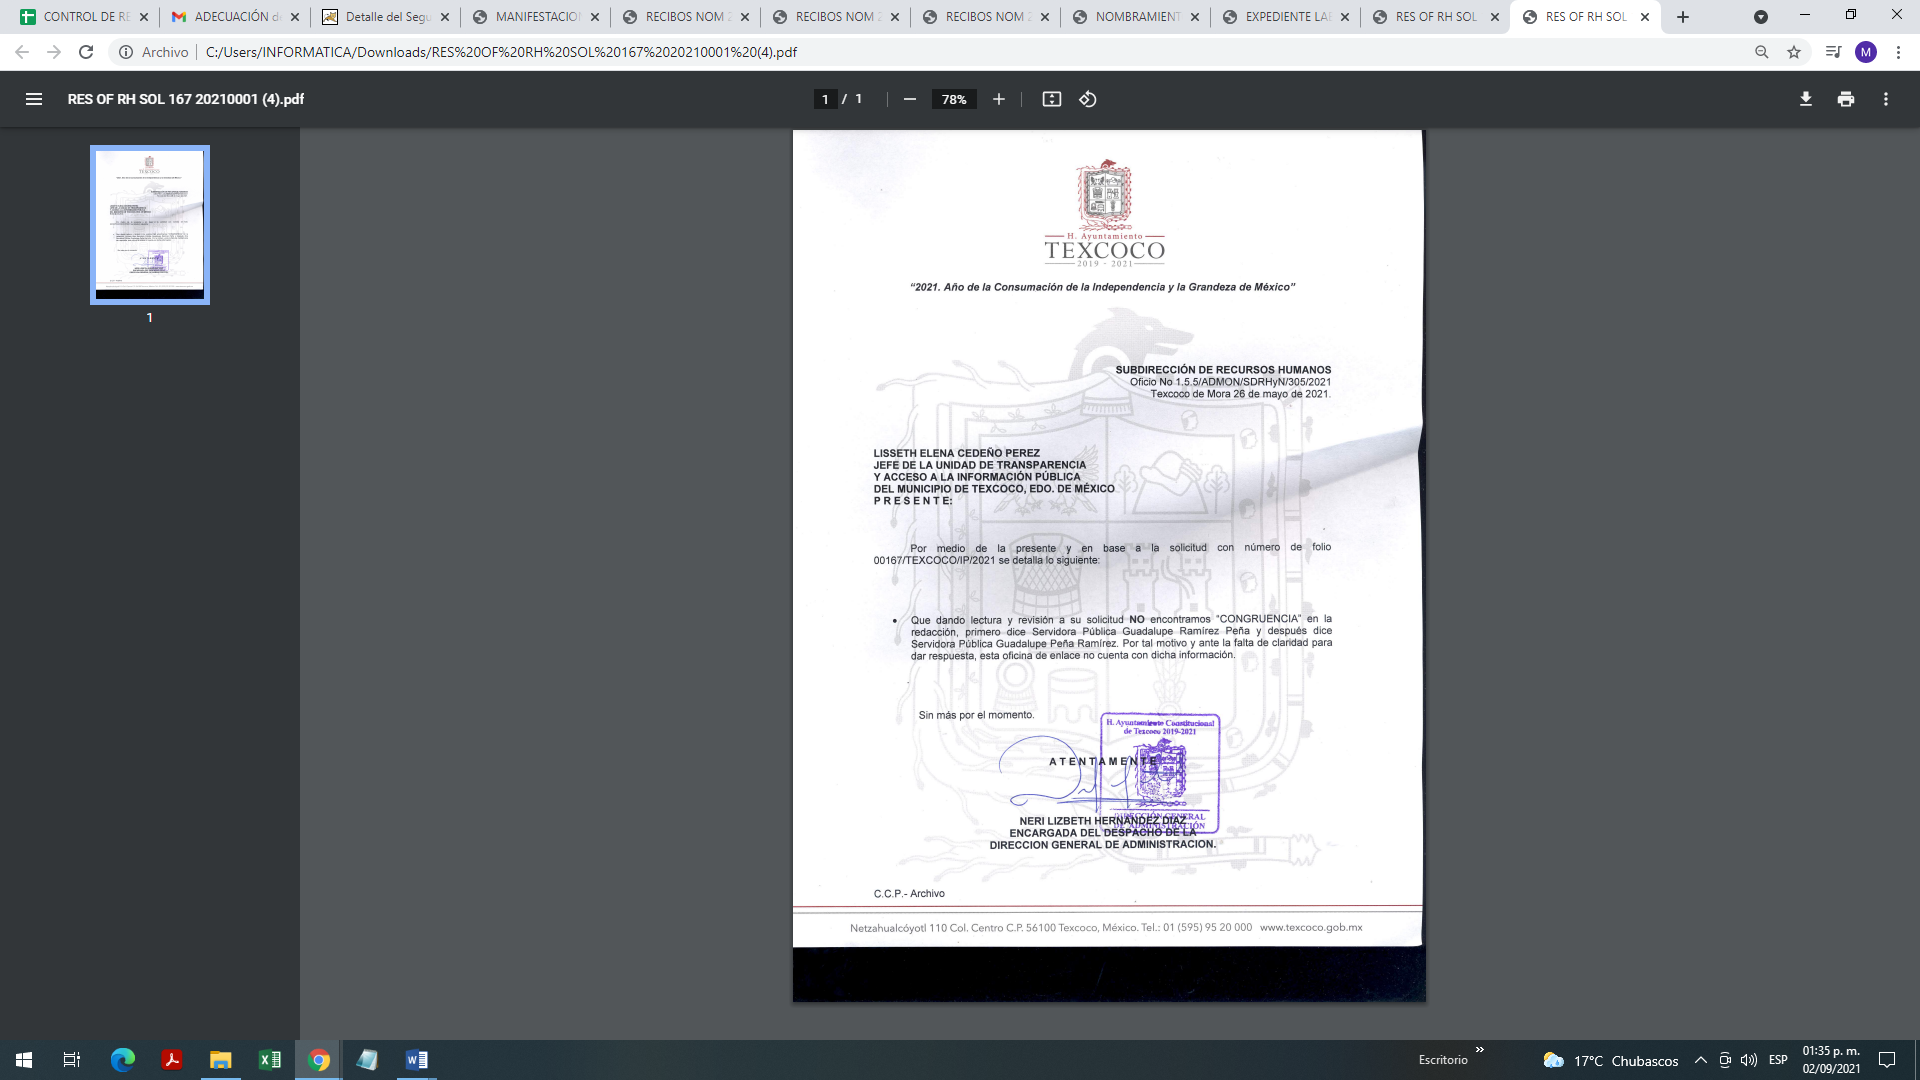 CONTROL DE RE
ADECUACIÓN d
Detalle del Segu
MANIFESTACION
RECIBOS NOM 2
RECIBOS NOM 2
RECIBOS NOM 2
NOMBRAMIENT
EXPEDIENTE LAB
RES OF RH SOL
RES OF RH SOL
Archivo C:/Users/INFORMATICA/Downloads/RES%20OF%20RH%20SOL%20167%2020210001%20(4).pdf
M
RES OF RH SOL 167 20210001 (4).pdf
1 / 1
78%
1
H. Ayuntamiento
TEXCOCO
2019 - 2021
“2021. Año de la Consumación de la Independencia y la Grandeza de México”
SUBDIRECCIÓN DE RECURSOS HUMANOS
Oficio No 1.5.5/ADMON/SDRHyN/305/2021
Texcoco de Mora 26 de mayo de 2021.
LISSETH ELENA CEDEÑO PEREZ
JEFE DE LA UNIDAD DE TRANSPARENCIA
Y ACCESO A LA INFORMACIÓN PÚBLICA
DEL MUNICIPIO DE TEXCOCO, EDO. DE MÉXICO
P R E S E N T E:
Por medio de la presente y en base a la solicitud con número de folio
00167/TEXCOCO/IP/2021 se detalla lo siguiente:
• Que dando lectura y revisión a su solicitud NO encontramos “CONGRUENCIA” en la
redacción, primero dice Servidora Pública Guadalupe Ramírez Peña y después dice
Servidora Pública Guadalupe Peña Ramírez. Por tal motivo y ante la falta de claridad para
dar respuesta, esta oficina de enlace no cuenta con dicha información.
Sin más por el momento.
H. Ayuntamiento Constitucional
de Texcoco 2019-2021
A T E N T A M E N T E
DIRECCIÓN GENERAL
DE ADMINISTRACIÓN
NERI LIZBETH HERNÁNDEZ DÍAZ
ENCARGADA DEL DESPACHO DE LA
DIRECCION GENERAL DE ADMINISTRACION.
C.C.P.- Archivo
Netzahualcóyotl 110 Col. Centro C.P. 56100 Texcoco, México. Tel.: 01 (595) 95 20 000 www.texcoco.gob.mx
Escritorio
17°C Chubascos
ESP
01:35 p. m.
02/09/2021